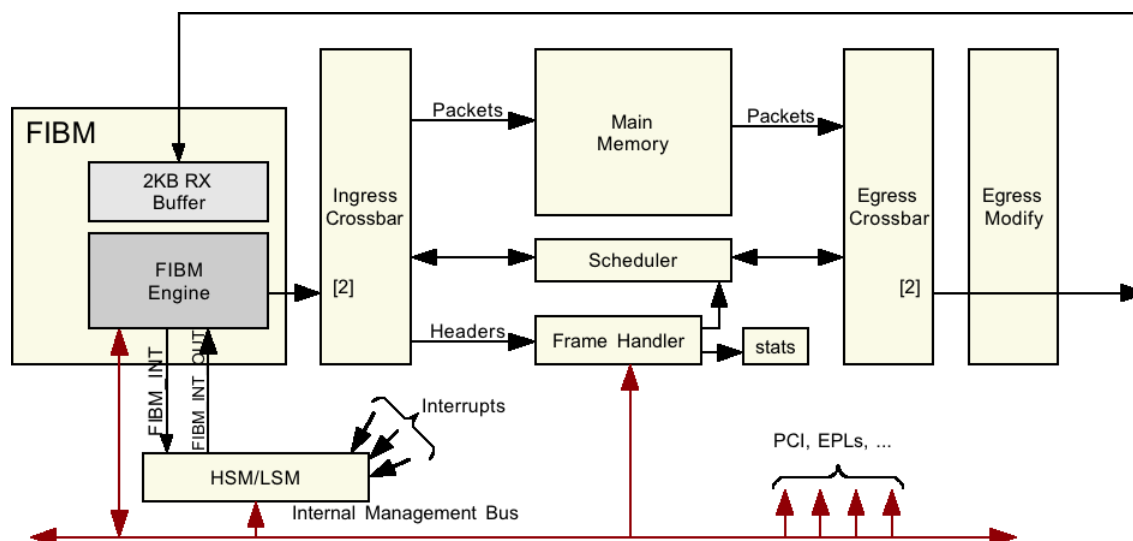 FIBM
2KB RX
Buffer
FIBM
Engine
Ingress
Crossbar
[2]
Packets
Main
Memory
Packets
Scheduler
Headers
Frame Handler
stats
Egress
Crossbar
[2]
Egress
Modify
FIBM_INT
FIBM_INT_OUT
Interrupts
HSM/LSM
Internal Management Bus
PCI, EPLs, ...